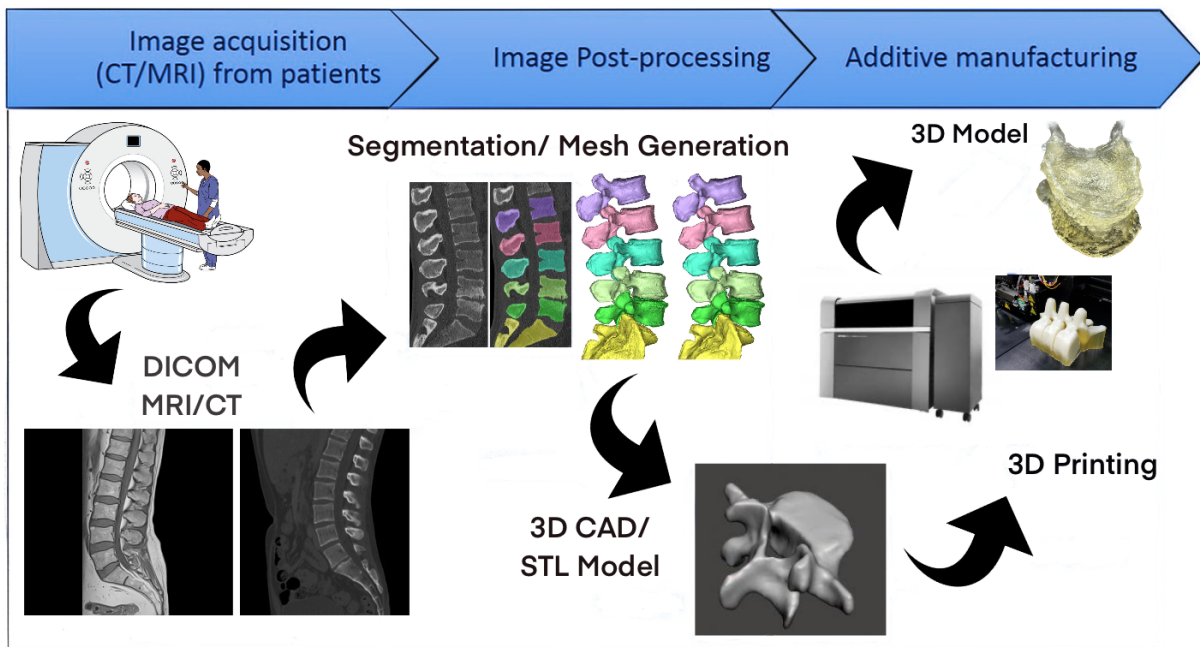 Image acquisition
(CT/MRI) from patients
Image Post-processing
Additive manufacturing
Segmentation/ Mesh Generation
3D Model
DICOM
MRI/CT
3D CAD/
STL Model
3D Printing